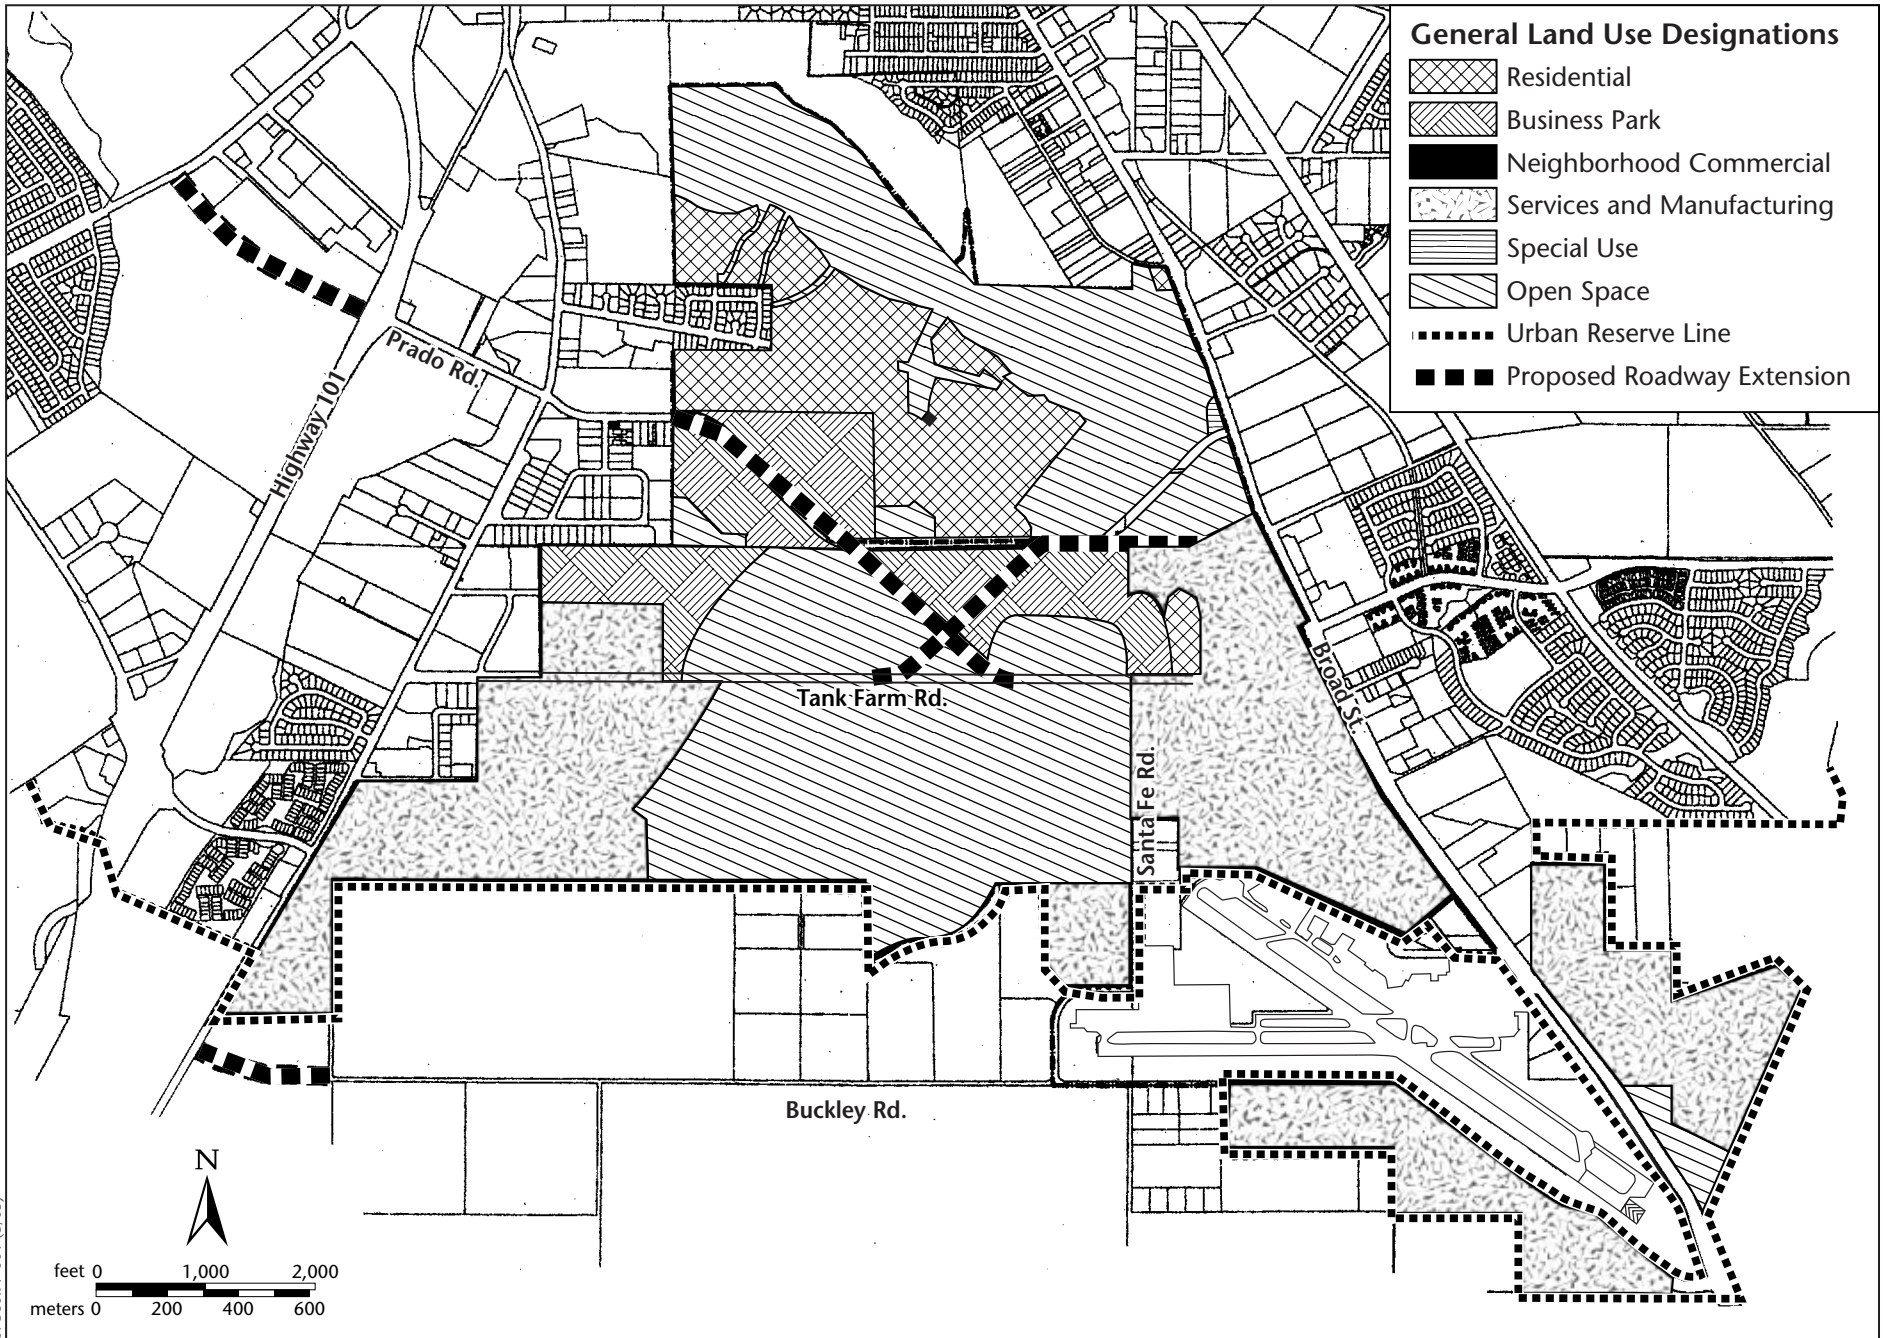 General Land Use Designations
Residential
Business Park
Neighborhood Commercial
Services and Manufacturing
Special Use
Open Space
Urban Reserve Line
Proposed Roadway Extension
Prado Rd.
Highway 101
Broad St.
Tank Farm Rd.
Santa Fe Rd.
Buckley Rd.
N
feet 0 1,000 2,000
meters 0 200 400 600